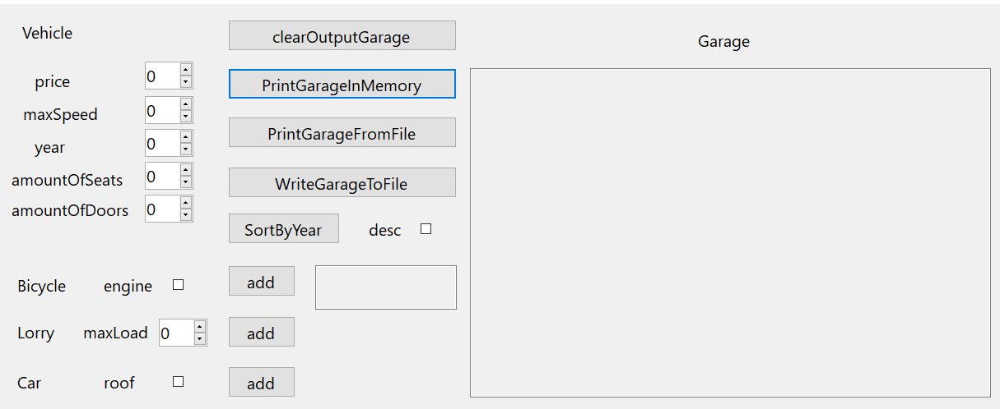 Vehicle
clearOutputGarage
Garage
price 0
PrintGarageInMemory
maxSpeed 0
PrintGarageFromFile
year 0
amountOfSeats 0
WriteGarageToFile
amountOfDoors 0
SortByYear desc
Bicycle engine add
Lorry maxLoad 0 add
Car roof add